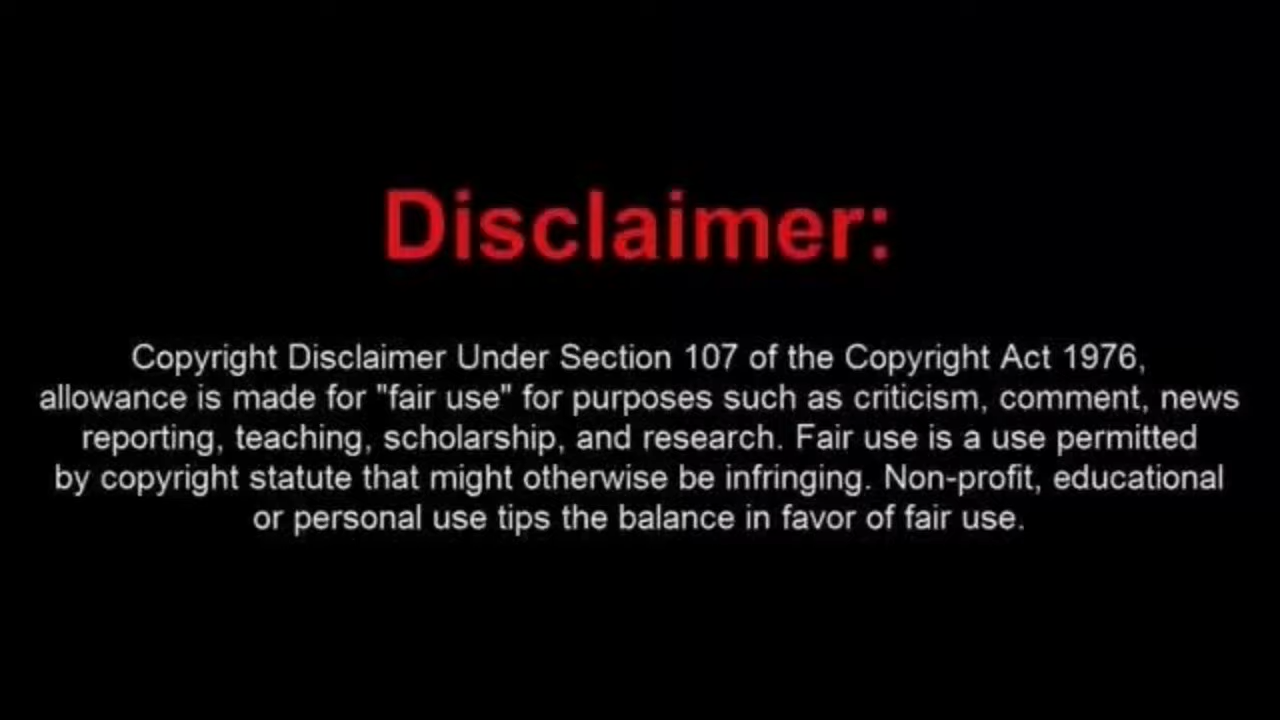 Disclaimer:
Copyright Disclaimer Under Section 107 of the Copyright Act 1976,
allowance is made for "fair use" for purposes such as criticism, comment, news
reporting, teaching, scholarship, and research. Fair use is a use permitted
by copyright statute that might otherwise be infringing. Non-profit, educational
or personal use tips the balance in favor of fair use.